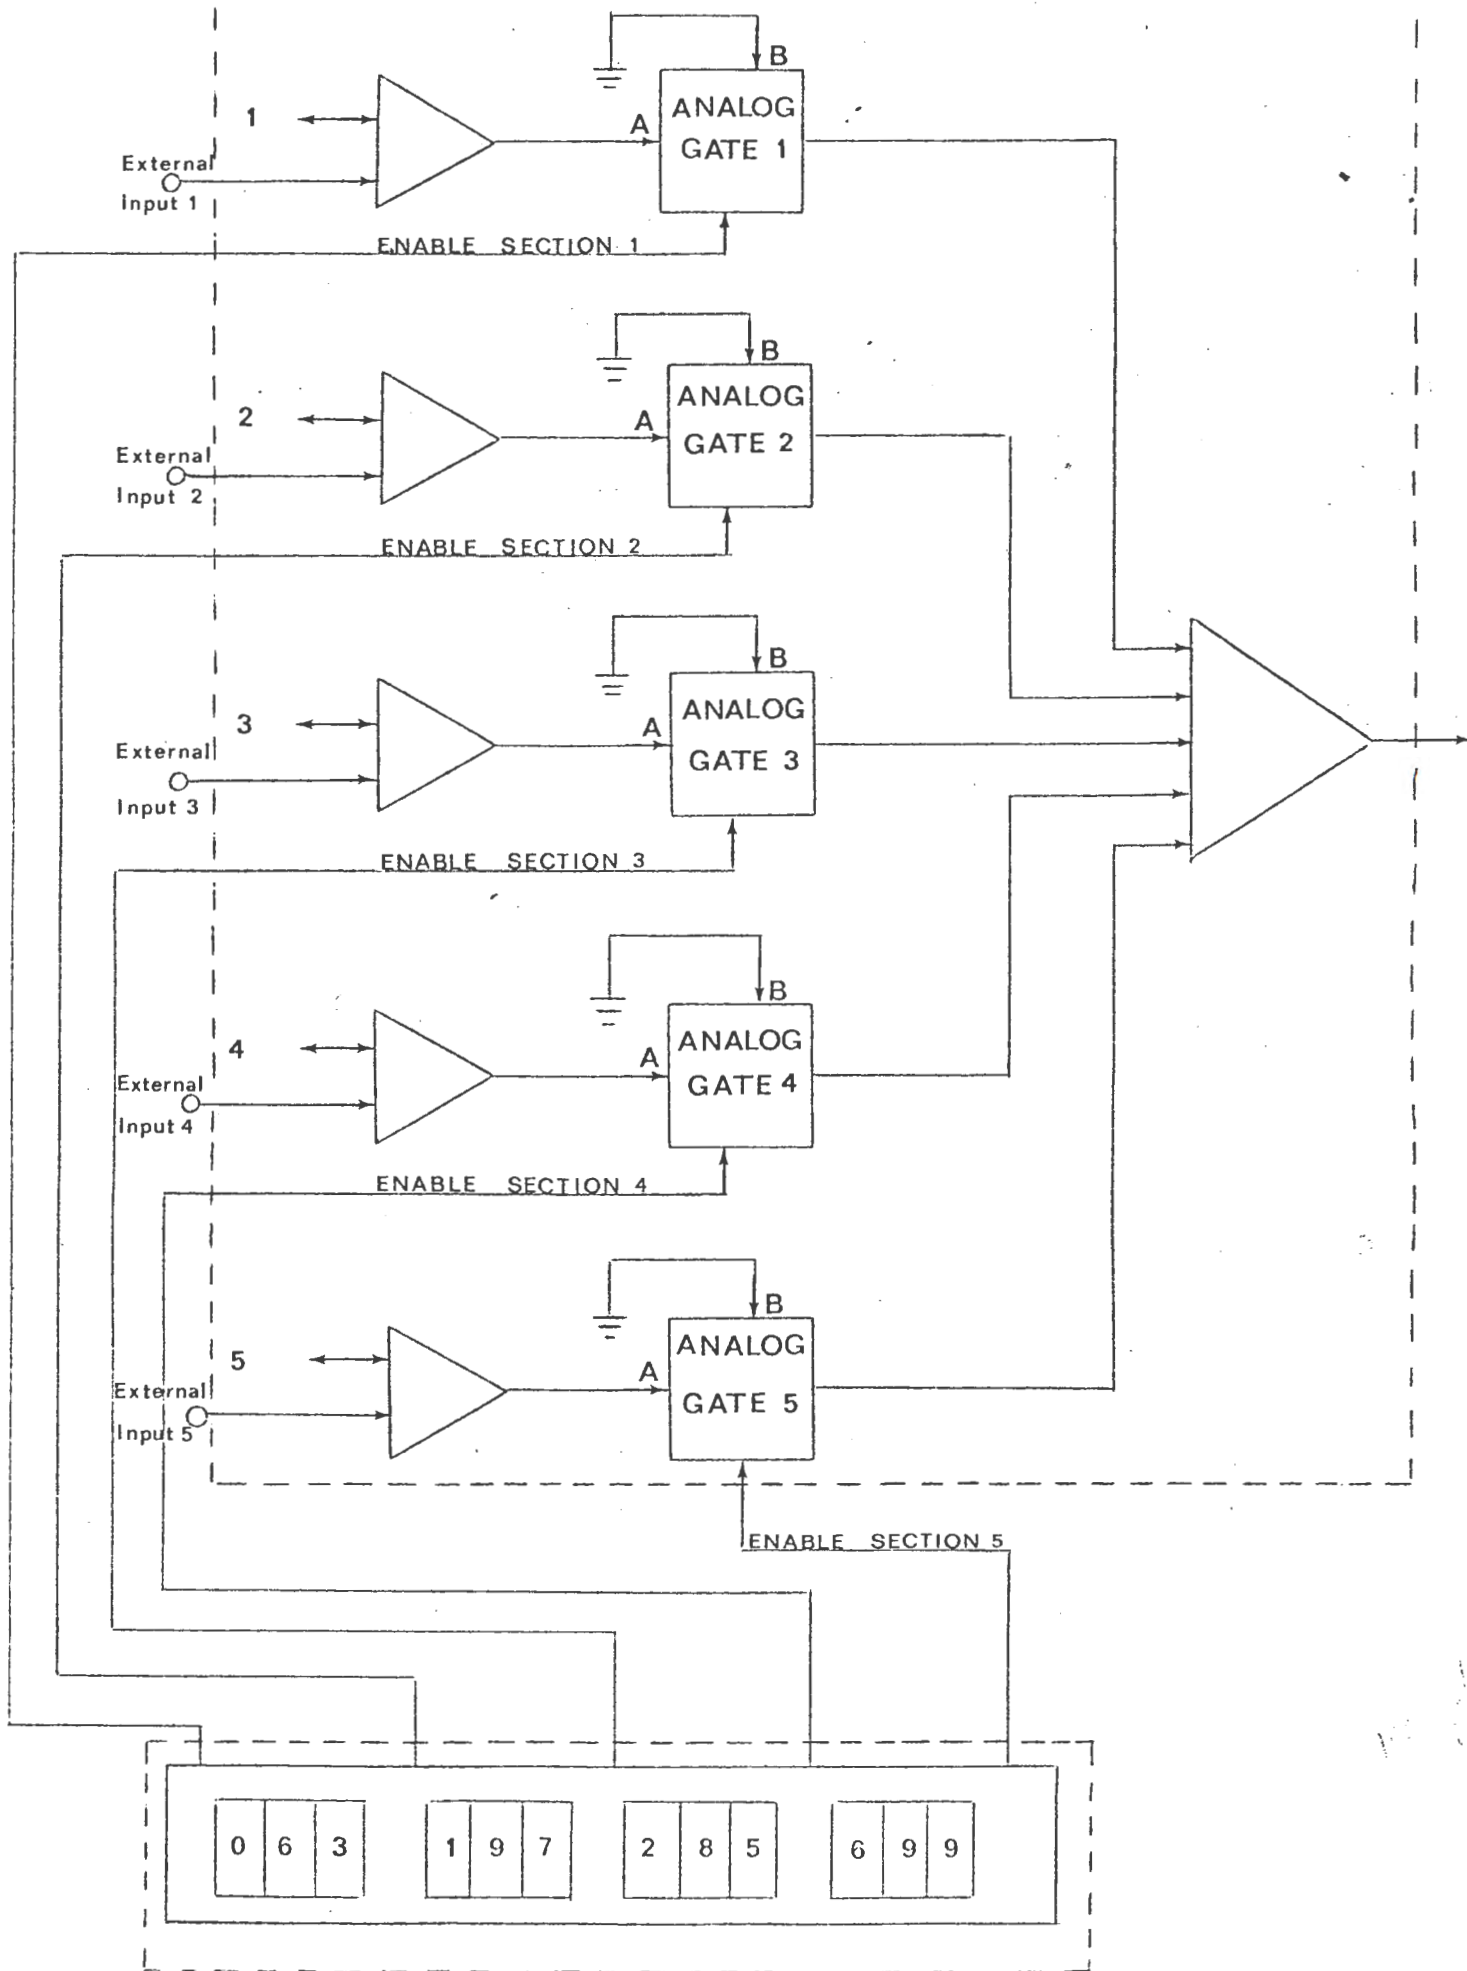 B
1
A
ANALOG
GATE 1
External
Input 1
ENABLE SECTION 1
B
2
A
ANALOG
GATE 2
External
Input 2
ENABLE SECTION 2
B
3
A
ANALOG
GATE 3
External
Input 3
ENABLE SECTION 3
B
4
A
ANALOG
GATE 4
External
Input 4
ENABLE SECTION 4
B
5
A
ANALOG
GATE 5
External
Input 5
ENABLE SECTION 5
0 6 3 1 9 7 2 8 5 6 9 9